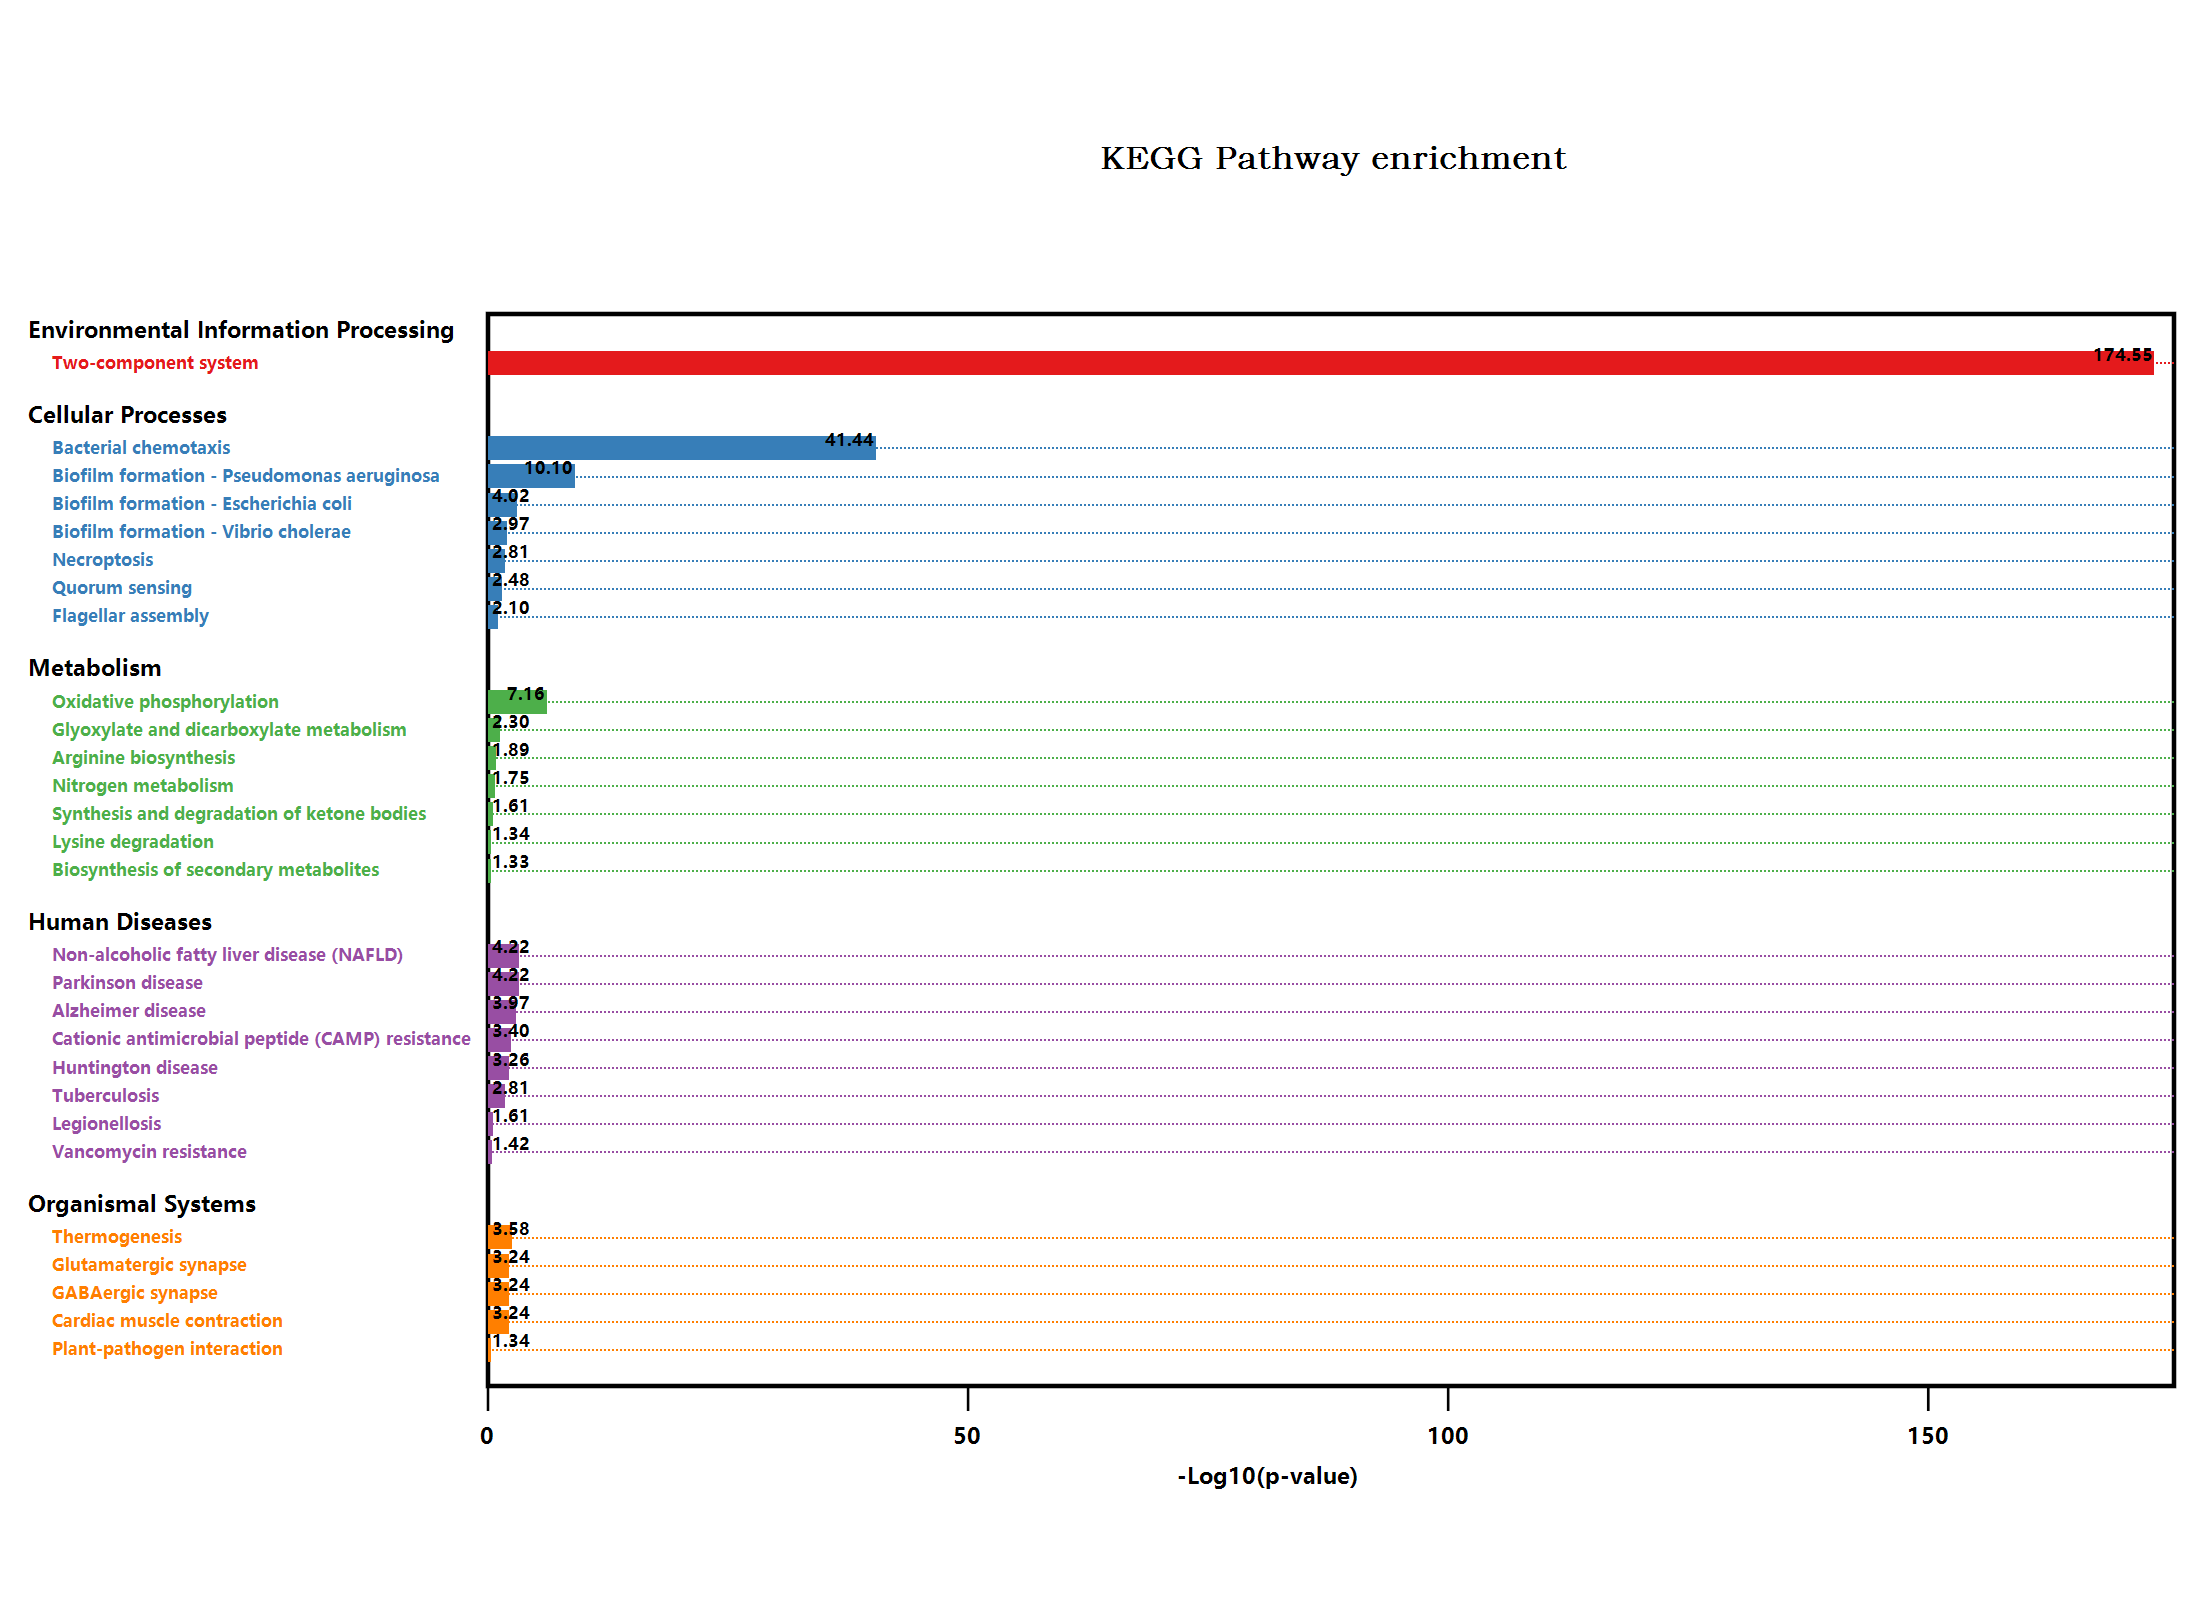 KEGG Pathway enrichment
Environmental Information Processing
Two-component system 174.55
Cellular Processes
Bacterial chemotaxis 41.44
Biofilm formation - Pseudomonas aeruginosa 10.10
Biofilm formation - Escherichia coli 4.02
Biofilm formation - Vibrio cholerae 2.97
Necroptosis 2.81
Quorum sensing 2.48
Flagellar assembly 2.10
Metabolism
Oxidative phosphorylation 7.16
Glyoxylate and dicarboxylate metabolism 2.30
Arginine biosynthesis 1.89
Nitrogen metabolism 1.75
Synthesis and degradation of ketone bodies 1.61
Lysine degradation 1.34
Biosynthesis of secondary metabolites 1.33
Human Diseases
Non-alcoholic fatty liver disease (NAFLD) 4.22
Parkinson disease 4.22
Alzheimer disease 3.97
Cationic antimicrobial peptide (CAMP) resistance 3.40
Huntington disease 3.26
Tuberculosis 2.81
Legionellosis 1.61
Vancomycin resistance 1.42
Organismal Systems
Thermogenesis 3.58
Glutamatergic synapse 3.24
GABAergic synapse 3.24
Cardiac muscle contraction 3.24
Plant-pathogen interaction 1.34
0 50 100 150
-Log10(p-value)